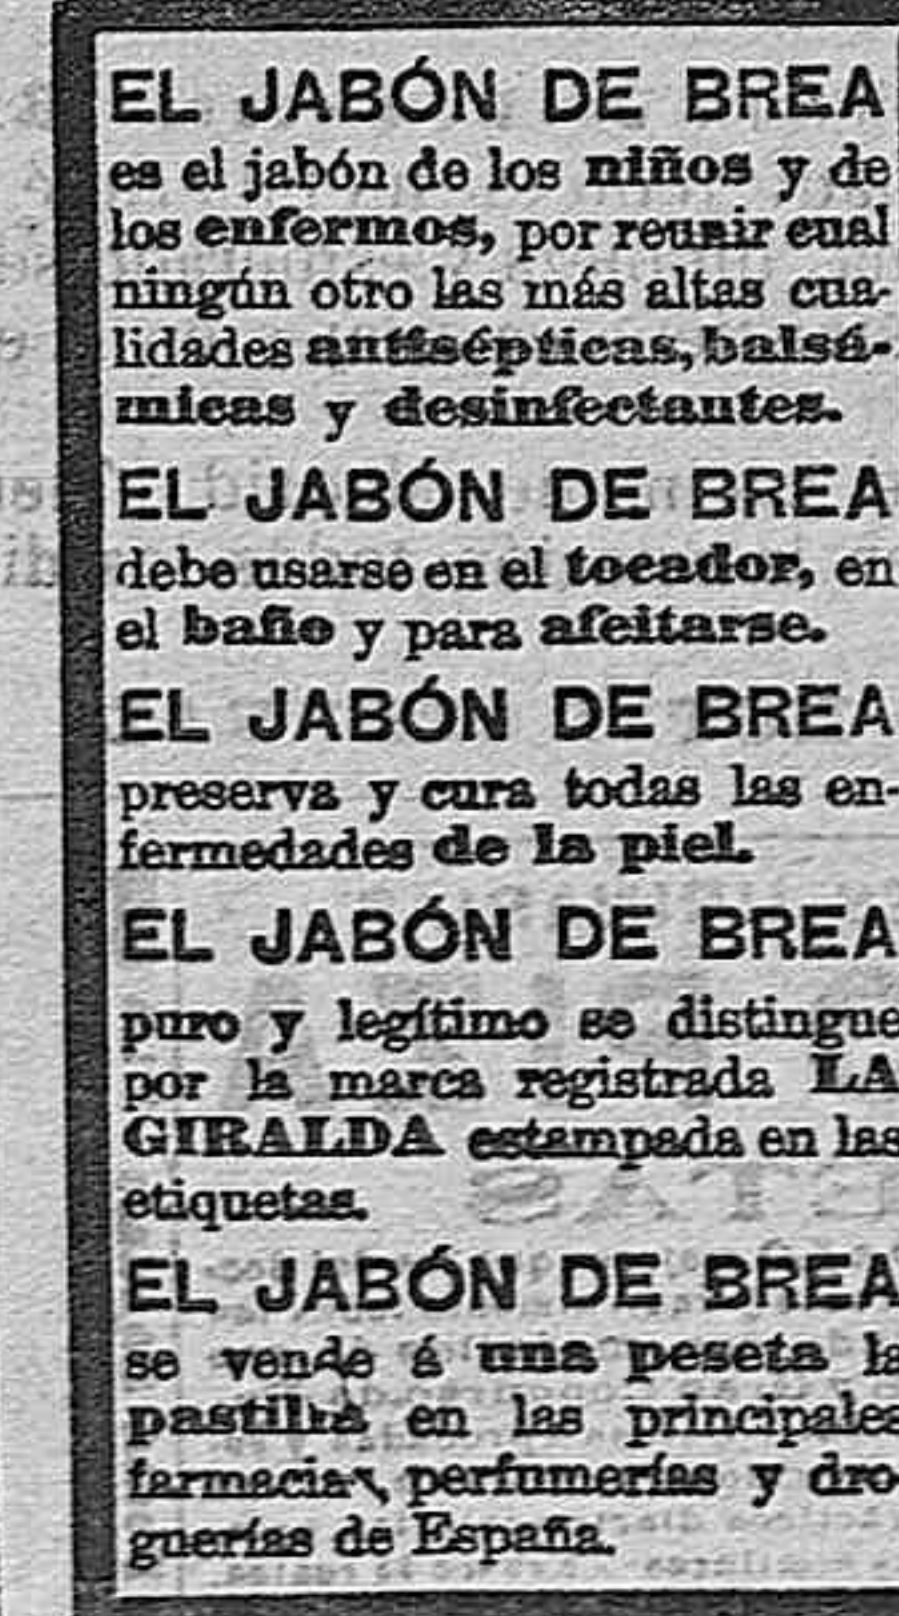 EL JABÓN DE BREA
es el jabón de los niños y de
los enfermos, por reunir cual
ningún otro las más altas cua-
lidades antisépticas, balsá-
micas y desinfectantes.
EL JABÓN DE BREA
debe usarse en el tocador, en
el baño y para afeitarse.
EL JABÓN DE BREA
preserva y cura todas las en-
fermedades de la piel.
EL JABÓN DE BREA
puro y legítimo se distingue
por la marca registrada LA
GIRALDA estampada en las
etiquetas.
EL JABÓN DE BREA
se vende á una peseta la
pastilla en las principales
farmacias, perfumerías y dro-
guerías de España.